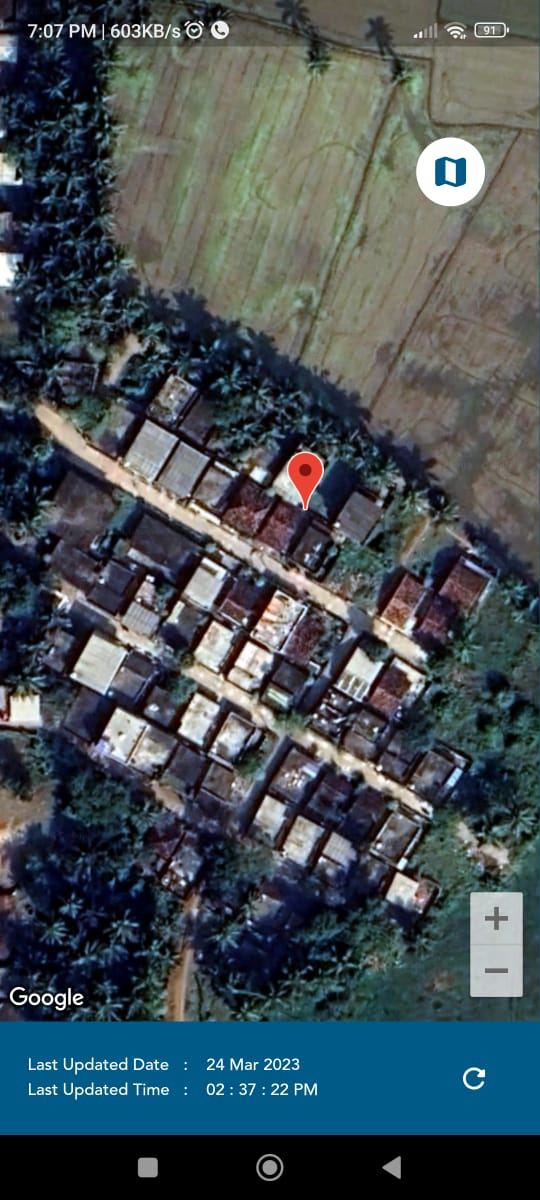 7:07 PM | 603KB/s
91
Google
Last Updated Date : 24 Mar 2023
Last Updated Time : 02 : 37 : 22 PM